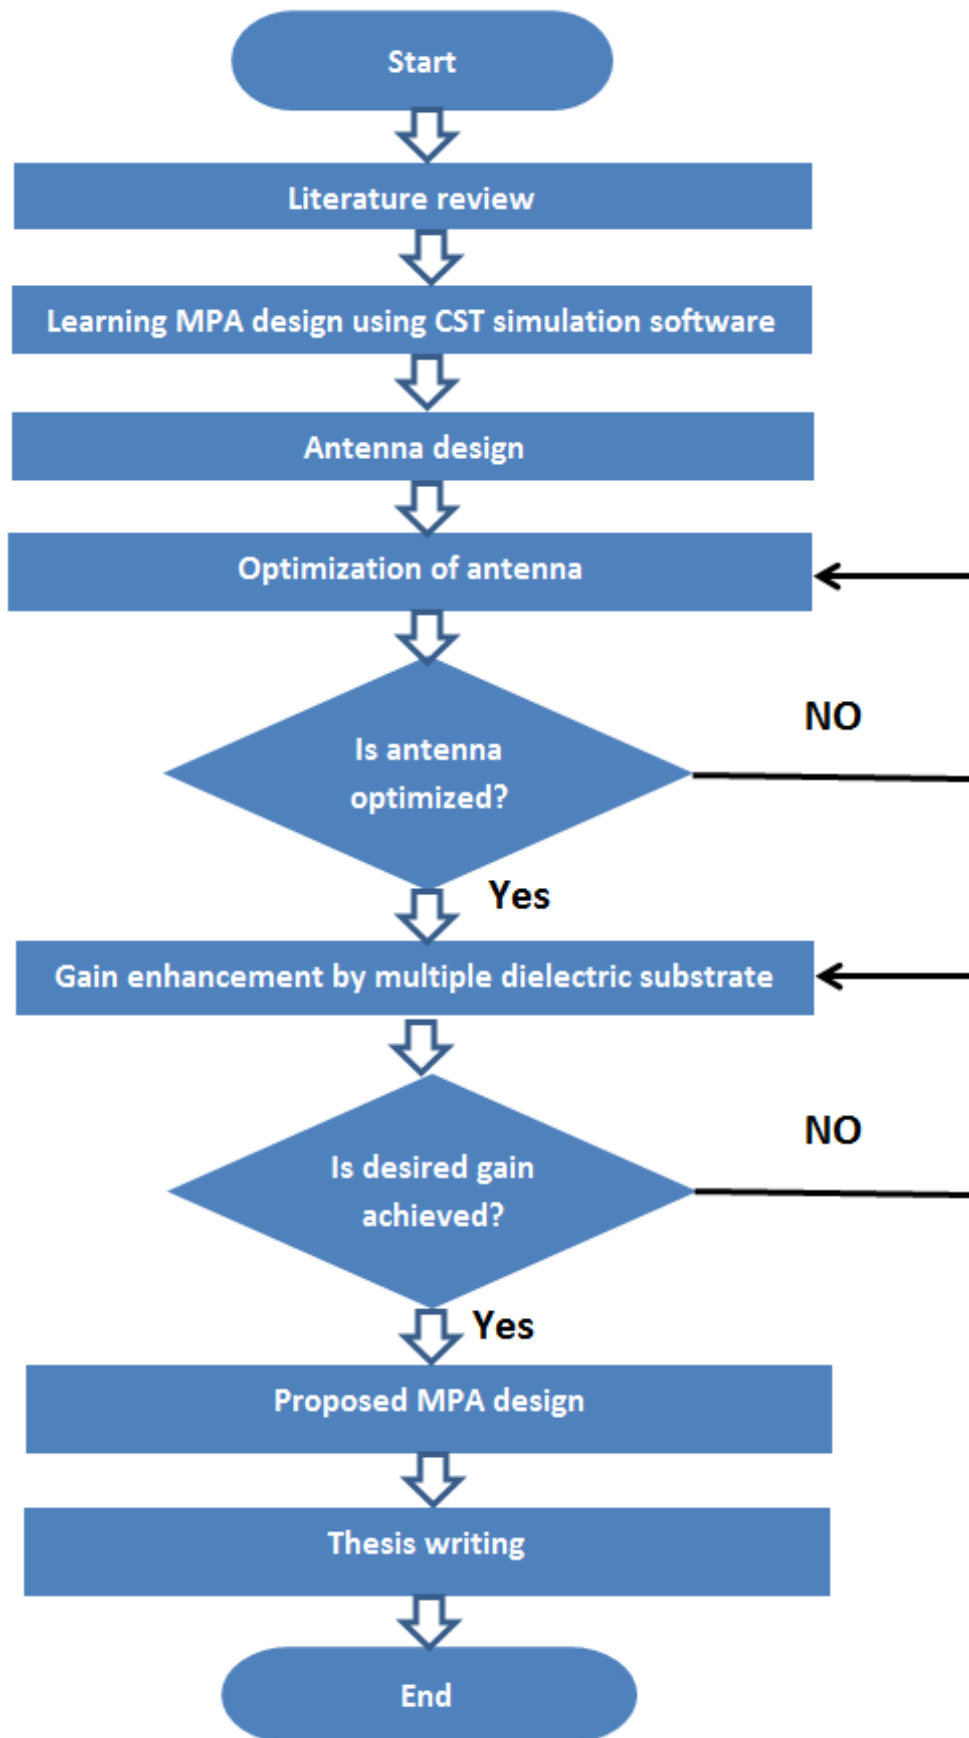 Start
Literature review
Learning MPA design using CST simulation software
Antenna design
Optimization of antenna
NO
Is antenna
optimized?
Yes
Gain enhancement by multiple dielectric substrate
NO
Is desired gain
achieved?
Yes
Proposed MPA design
Thesis writing
End